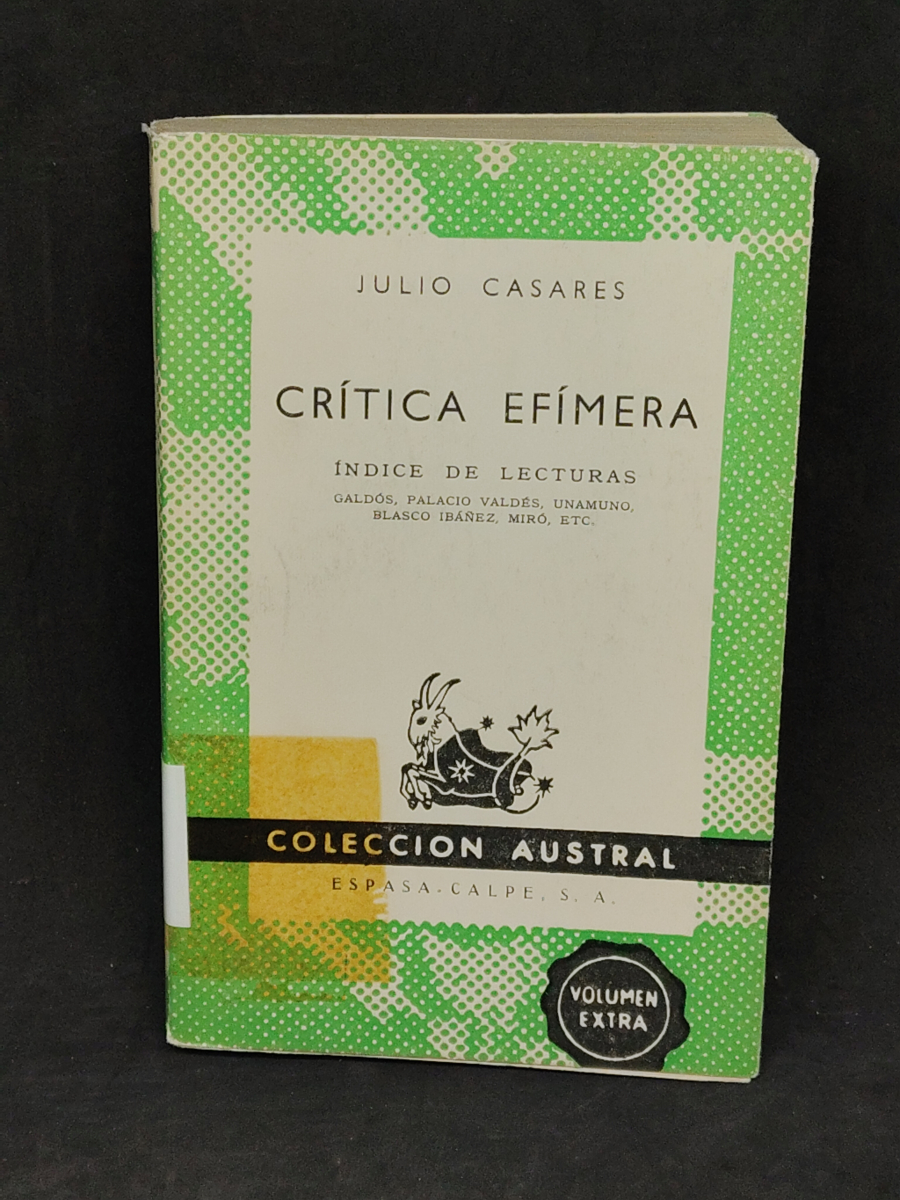 JULIO CASARES
CRÍTICA EFÍMERA
ÍNDICE DE LECTURAS
GALDÓS, PALACIO VALDÉS, UNAMUNO,
BLASCO IBÁÑEZ, MIRÓ, ETC.
COLECCION AUSTRAL
ESPASA-CALPE, S. A.
VOLUMEN
EXTRA